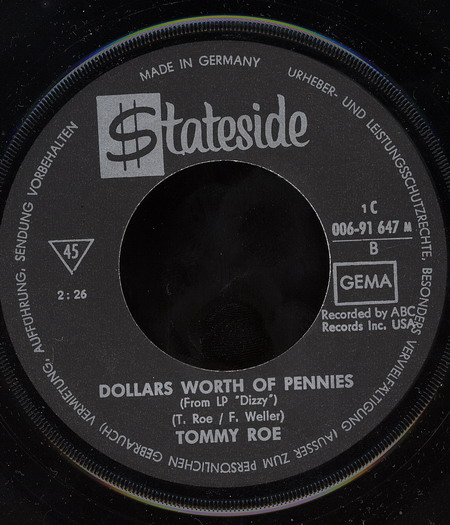 MADE IN GERMANY
URHEBER- UND LEISTUNGSSCHUTZRECHTE, BESONDERS VERVIELFÄLTIGUNG (AUSSER ZUM PERSÖNLICHEN GEBRAUCH) VERMIETUNG, AUFFÜHRUNG, SENDUNG VORBEHALTEN
$tateside
1 C
006-91 647 M
B
45
GEMA
2:26
Recorded by ABC
Records Inc. USA
DOLLARS WORTH OF PENNIES
(From LP "Dizzy")
(T. Roe / F. Weller)
TOMMY ROE